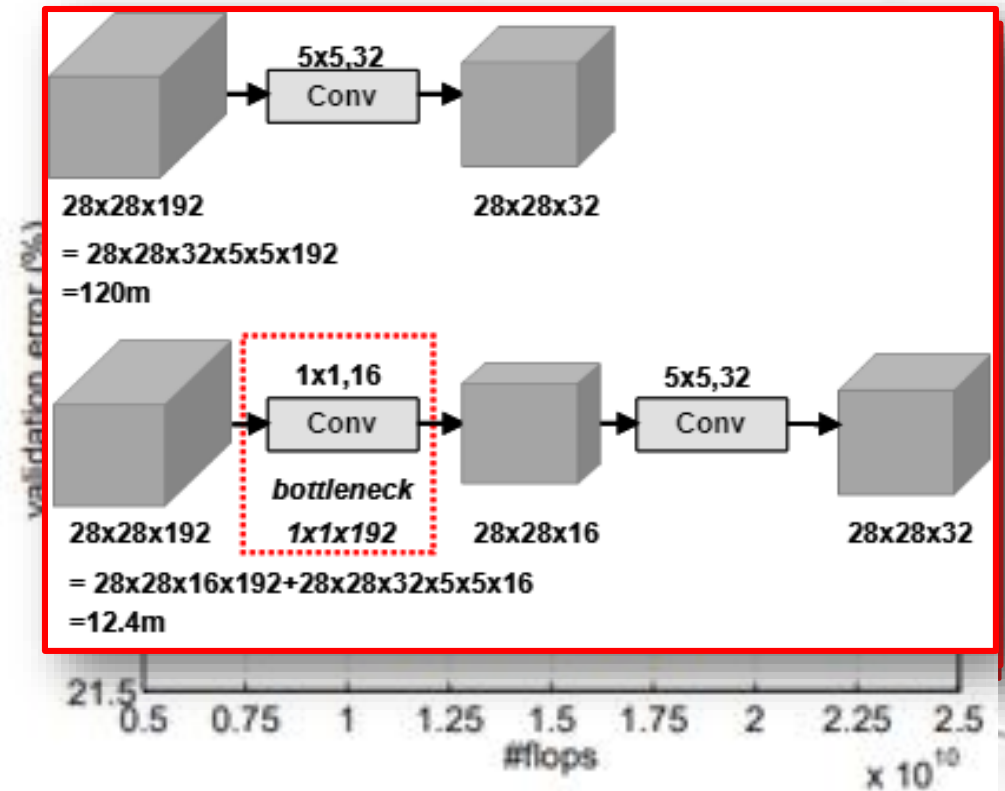 5x5,32
Conv
28x28x192
28x28x32
= 28x28x32x5x5x192
=120m
1x1,16
5x5,32
Conv
Conv
bottleneck
28x28x192
1x1x192
28x28x16
28x28x32
= 28x28x16x192+28x28x32x5x5x16
=12.4m
validation error (%)
21.5
0.5 0.75 1 1.25 1.5 1.75 2 2.25 2.5
#flops
x 10¹⁰